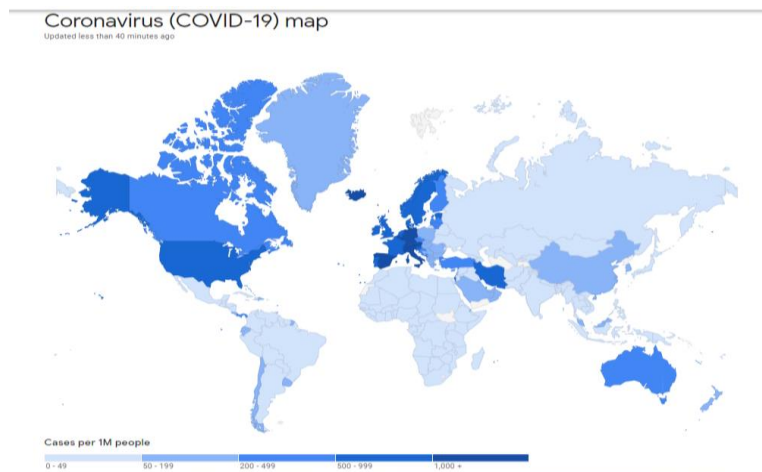 Coronavirus (COVID-19) map
Updated less than 40 minutes ago
Cases per 1M people
0 - 49 50 - 199 200 - 499 500 - 999 1,000 +